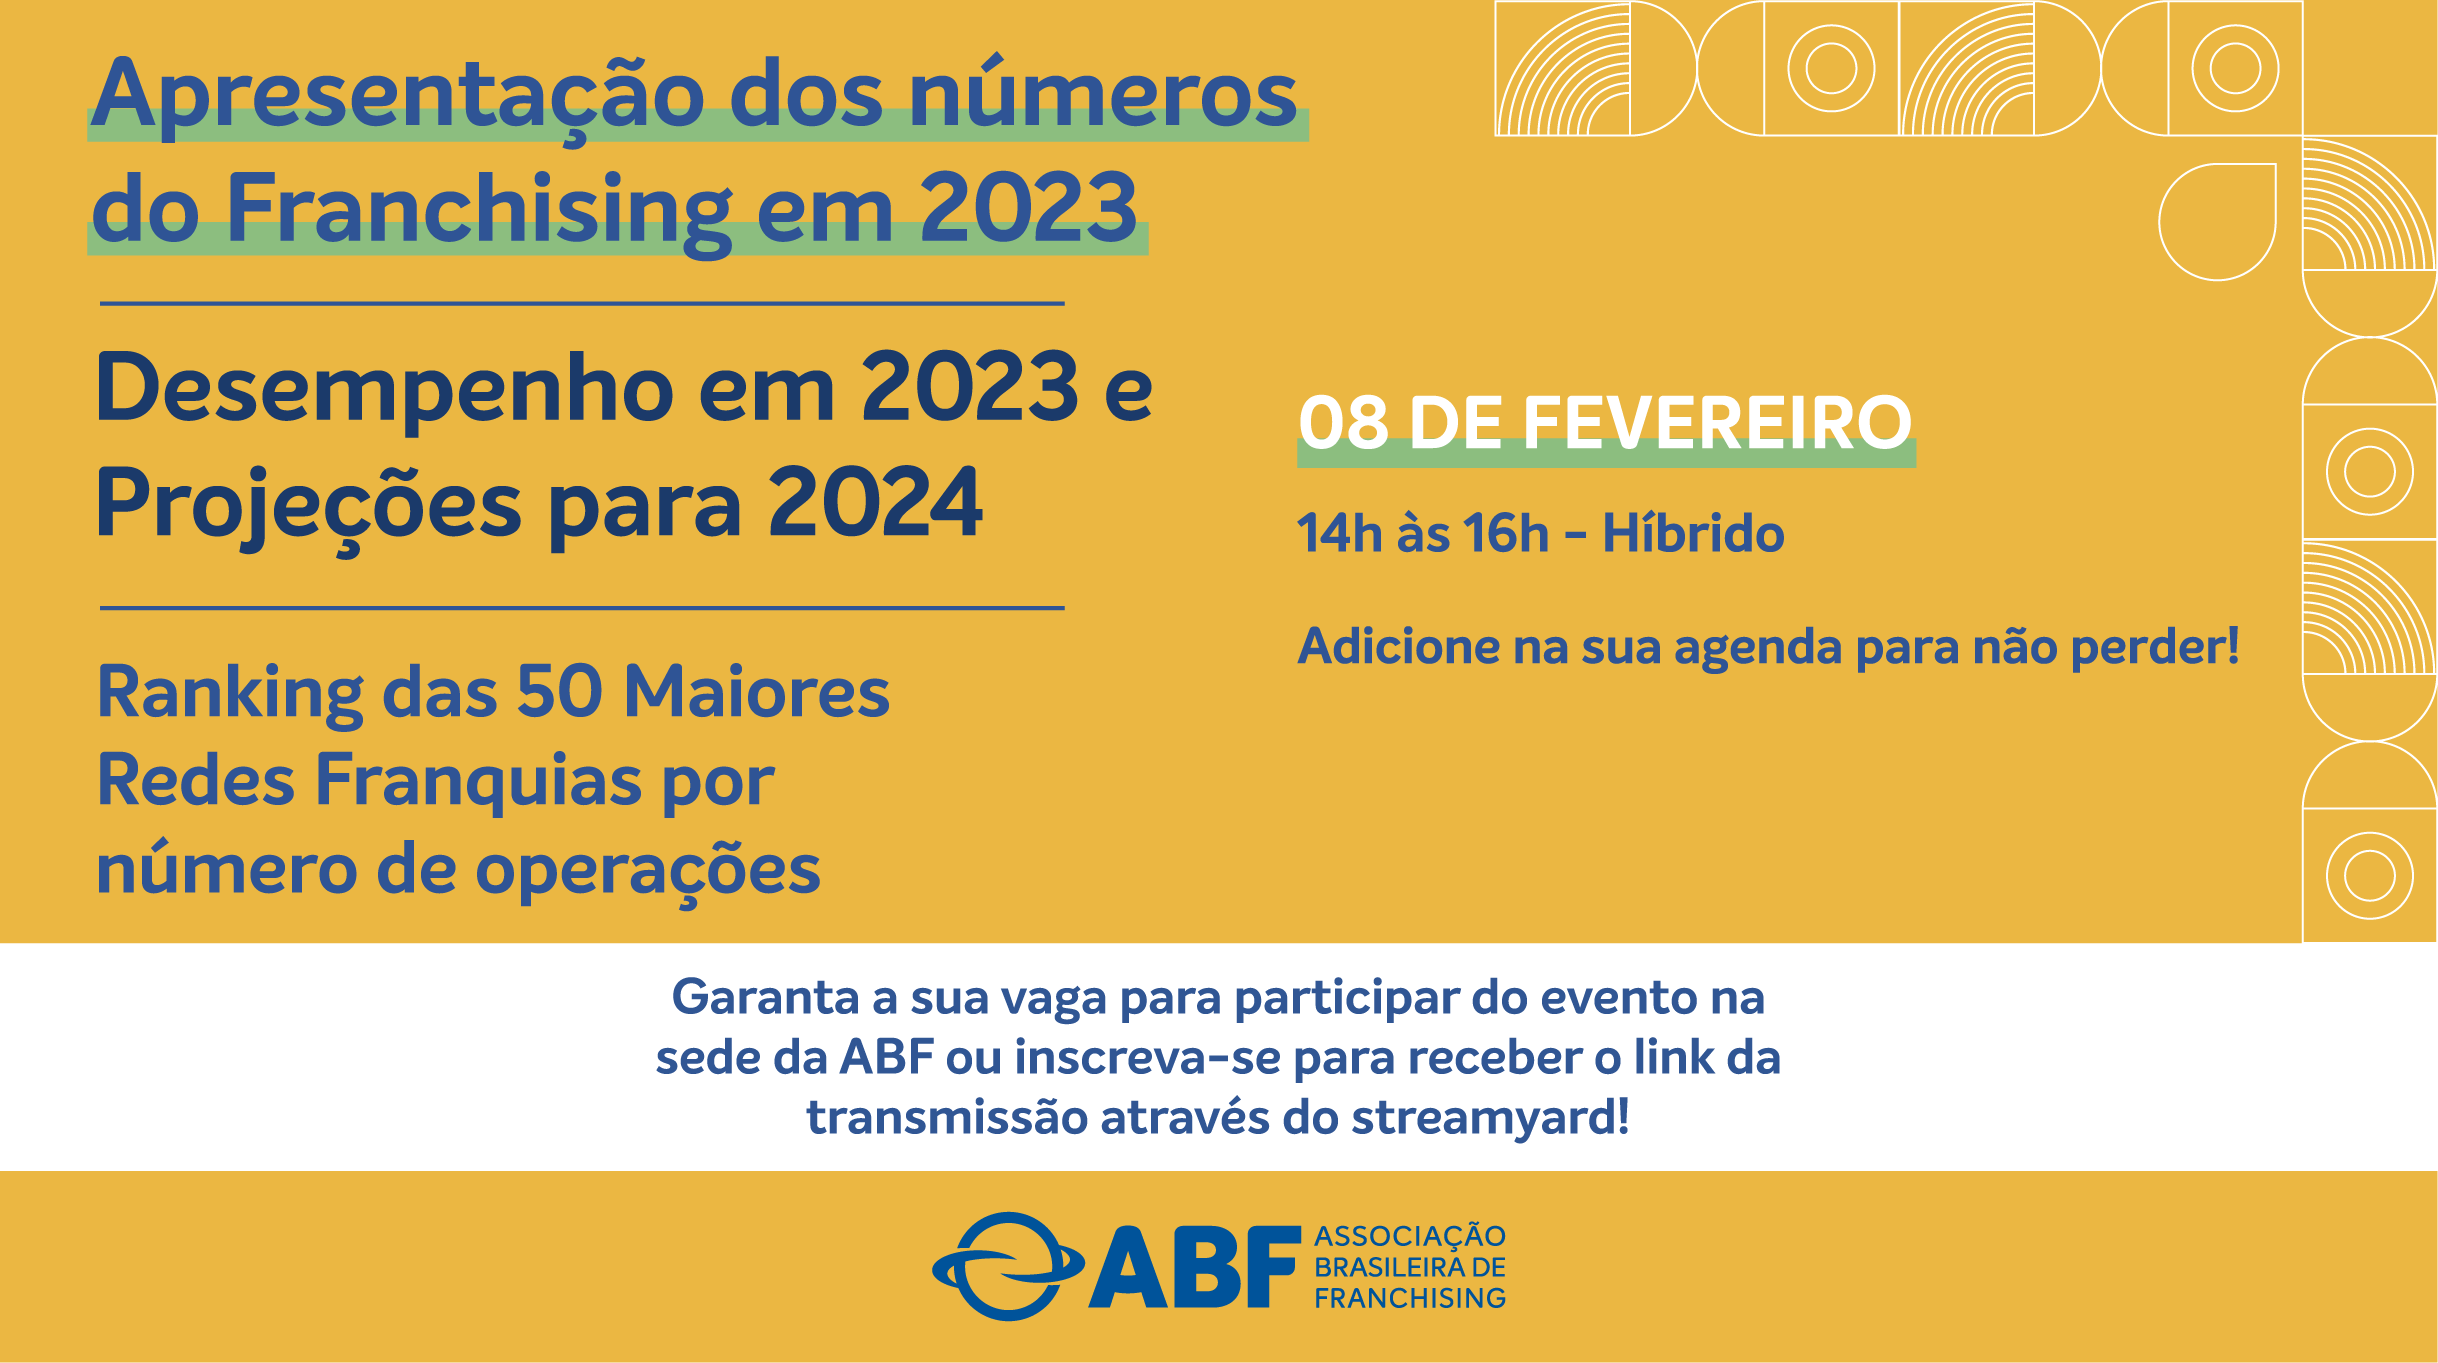 Apresentação dos números
do Franchising em 2023
Desempenho em 2023 e
Projeções para 2024
Ranking das 50 Maiores
Redes Franquias por
número de operações
08 DE FEVEREIRO
14h às 16h - Híbrido
Adicione na sua agenda para não perder!
Garanta a sua vaga para participar do evento na
sede da ABF ou inscreva-se para receber o link da
transmissão através do streamyard!
ABF
ASSOCIAÇÃO
BRASILEIRA DE
FRANCHISING